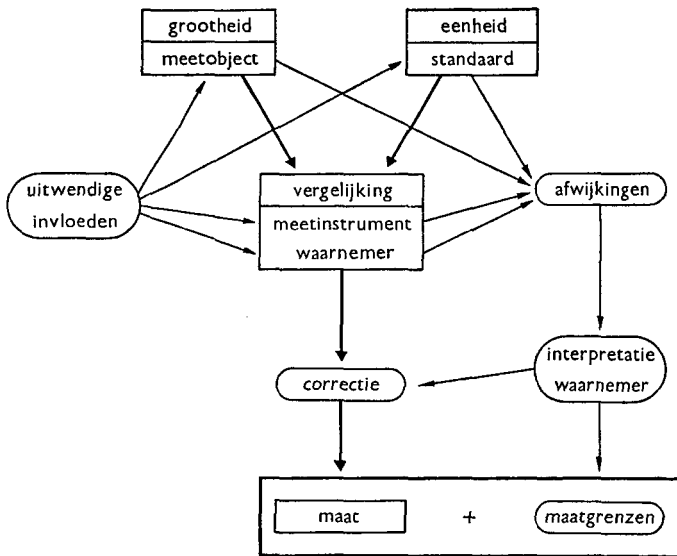 grootheid
meetobject
eenheid
standaard
uitwendige
invloeden
vergelijking
meetinstrument
waarnemer
afwijkingen
correctie
interpretatie
waarnemer
maat + maatgrenzen